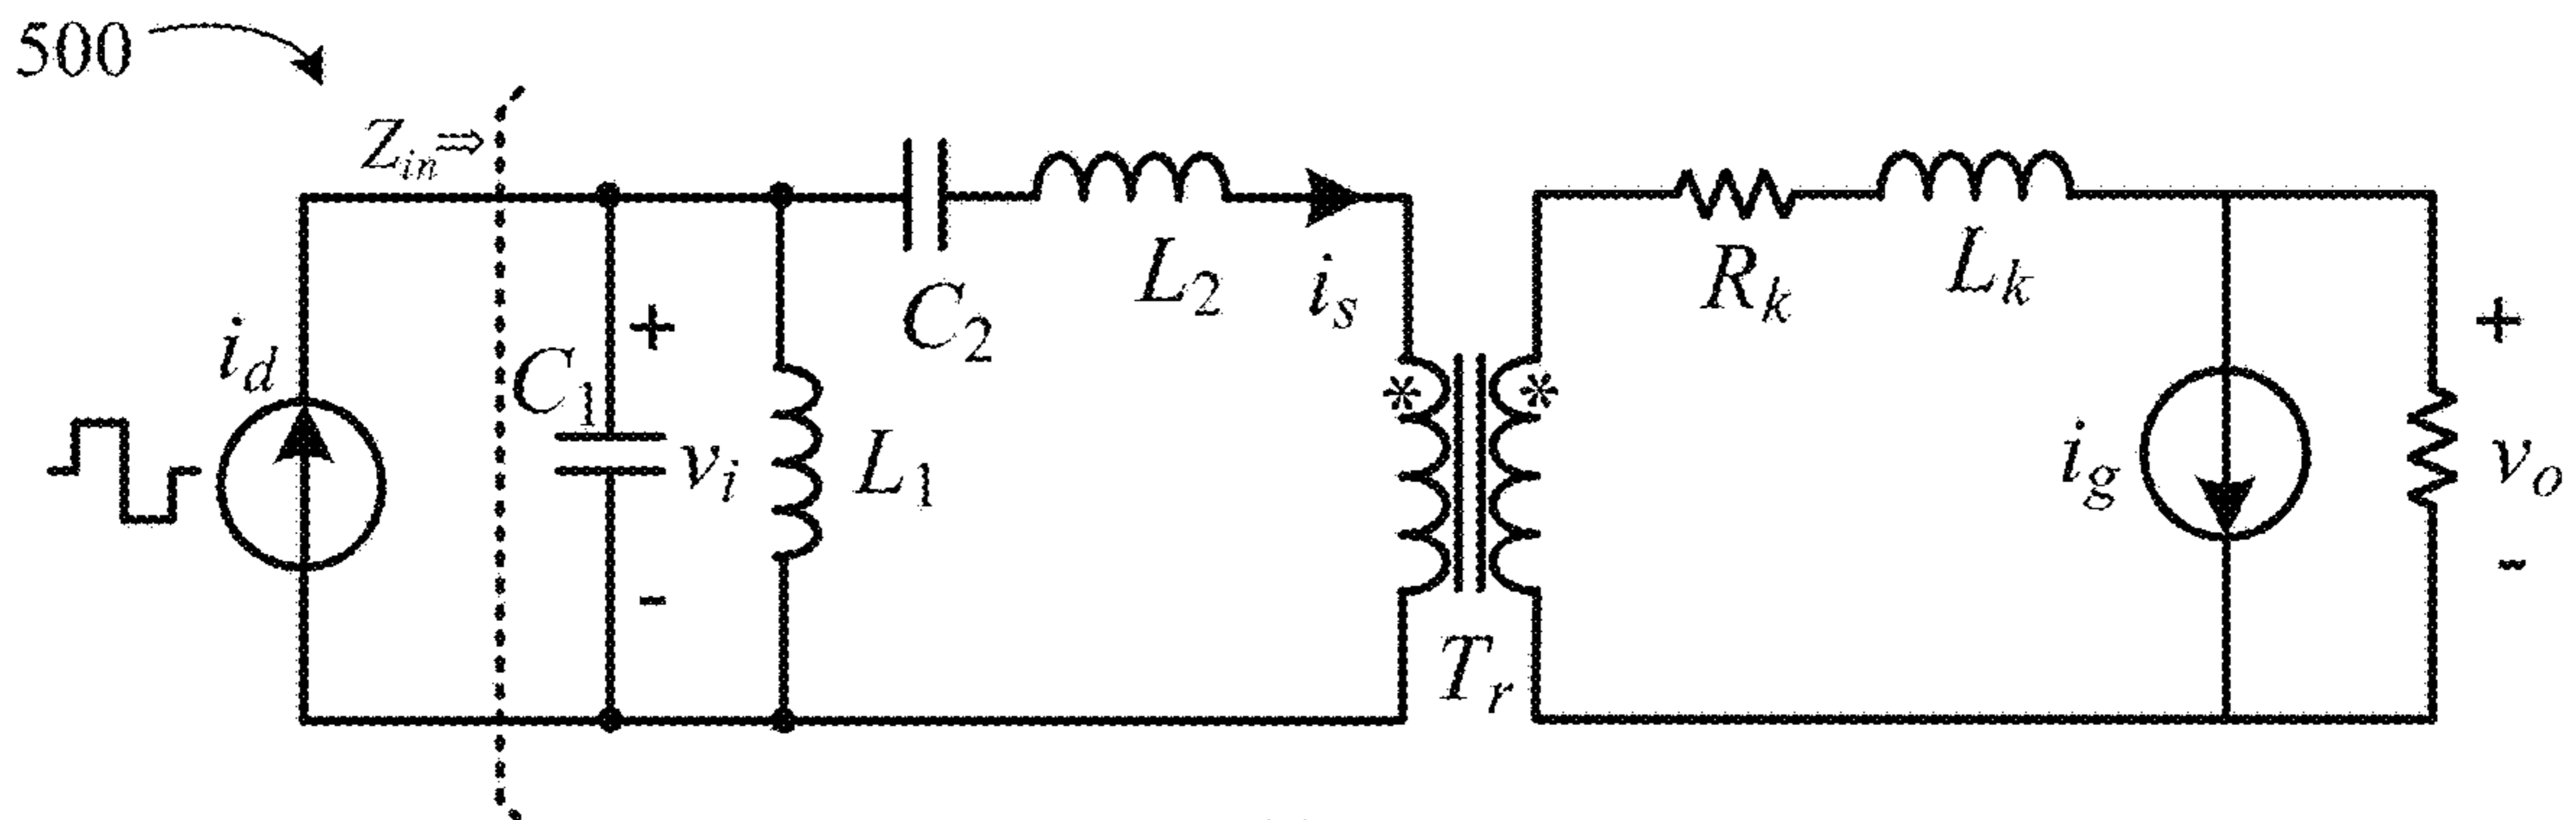 500
Z_in ⇒
i_d
C_1
+
v_i
-
L_1
C_2
L_2
i_s
*
*
T_r
R_k
L_k
i_g
+
v_o
-